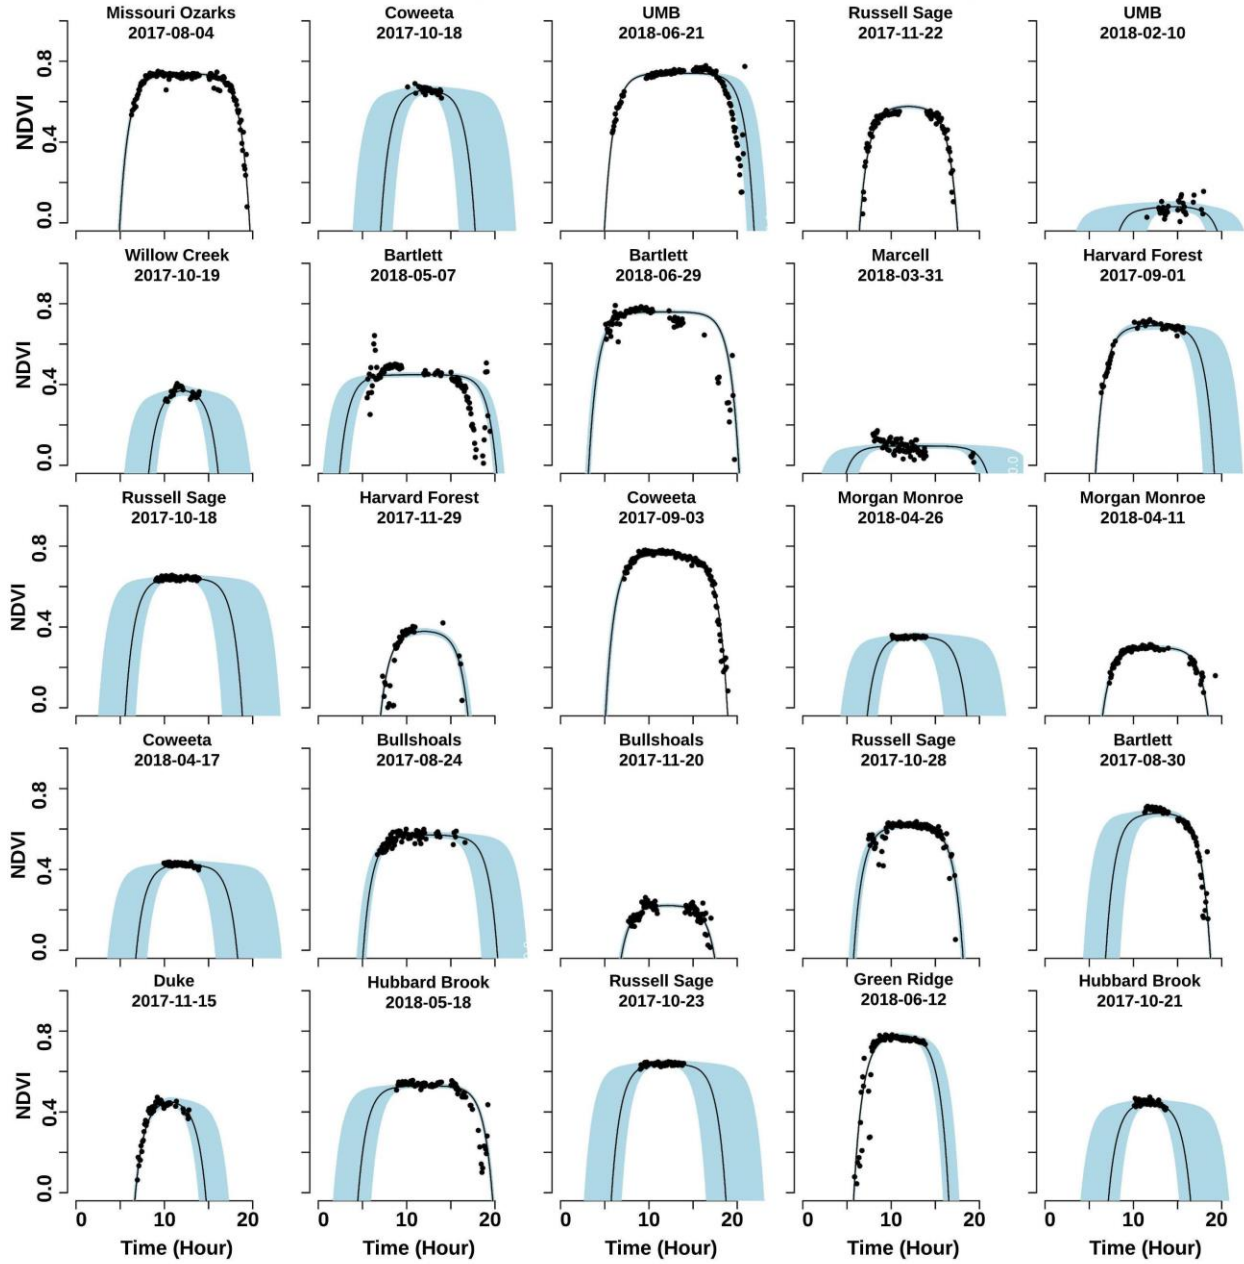 Missouri Ozarks
2017-08-04
Coweeta
2017-10-18
UMB
2018-06-21
Russell Sage
2017-11-22
UMB
2018-02-10
NDVI
0.8
0.4
0.0
0 10 20
Willow Creek
2017-10-19
Bartlett
2018-05-07
Bartlett
2018-06-29
Marcell
2018-03-31
Harvard Forest
2017-09-01
NDVI
0.8
0.4
0.0
0.0
Russell Sage
2017-10-18
Harvard Forest
2017-11-29
Coweeta
2017-09-03
Morgan Monroe
2018-04-26
Morgan Monroe
2018-04-11
NDVI
0.8
0.4
0.0
Coweeta
2018-04-17
Bullshoals
2017-08-24
Bullshoals
2017-11-20
Russell Sage
2017-10-28
Bartlett
2017-08-30
NDVI
0.8
0.4
0.0
Duke
2017-11-15
Hubbard Brook
2018-05-18
Russell Sage
2017-10-23
Green Ridge
2018-06-12
Hubbard Brook
2017-10-21
NDVI
0.8
0.4
0.0
0 10 20
0 10 20
0 10 20
0 10 20
0 10 20
Time (Hour)
Time (Hour)
Time (Hour)
Time (Hour)
Time (Hour)